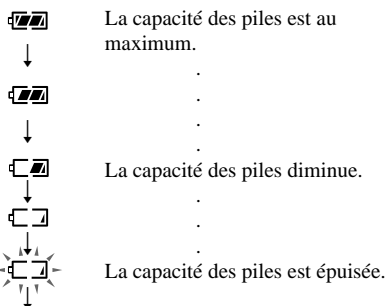 La capacité des piles est au
maximum.
.
.
.
.
La capacité des piles diminue.
.
.
.
La capacité des piles est épuisée.